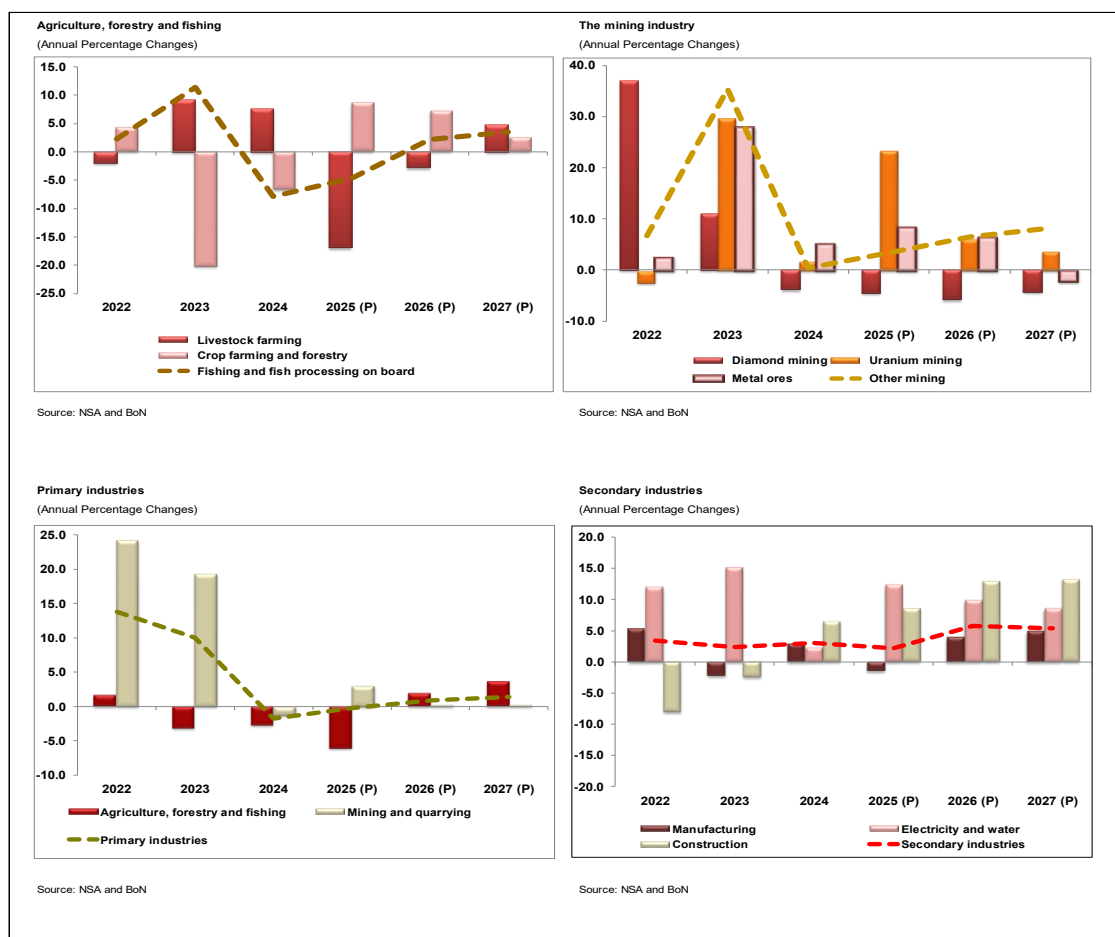 Agriculture, forestry and fishing
(Annual Percentage Changes)
15.0
10.0
5.0
0.0
-5.0
-10.0
-15.0
-20.0
-25.0
2022 2023 2024 2025 (P) 2026 (P) 2027 (P)
Livestock farming
Crop farming and forestry
Fishing and fish processing on board
Source: NSA and BoN
The mining industry
(Annual Percentage Changes)
40.0
30.0
20.0
10.0
0.0
-10.0
2022 2023 2024 2025 (P) 2026 (P) 2027 (P)
Diamond mining Uranium mining
Metal ores Other mining
Source: NSA and BoN
Primary industries
(Annual Percentage Changes)
25.0
20.0
15.0
10.0
5.0
0.0
-5.0
-10.0
2022 2023 2024 2025 (P) 2026 (P) 2027 (P)
Agriculture, forestry and fishing Mining and quarrying
Primary industries
Source: NSA and BoN
Secondary industries
(Annual Percentage Changes)
20.0
15.0
10.0
5.0
0.0
-5.0
-10.0
-15.0
-20.0
2022 2023 2024 2025 (P) 2026 (P) 2027 (P)
Manufacturing Electricity and water
Construction Secondary industries
Source: NSA and BoN